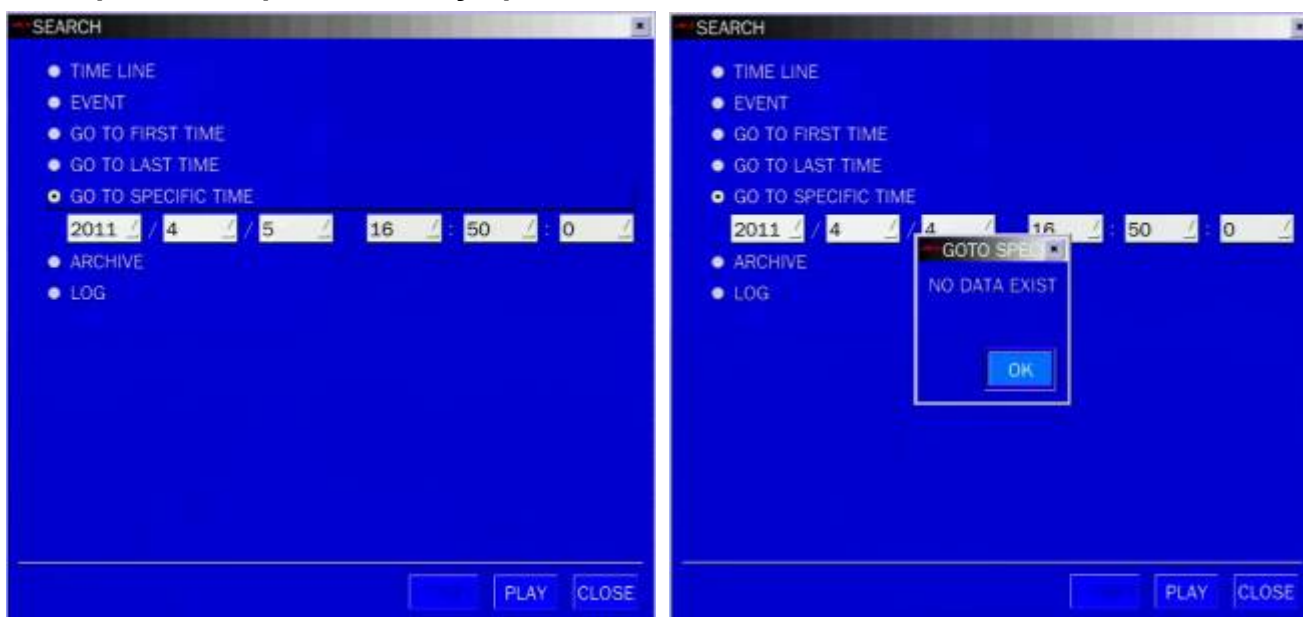 SEARCH
TIME LINE
EVENT
GO TO FIRST TIME
GO TO LAST TIME
GO TO SPECIFIC TIME
2011 / 4 / 5 16 : 50 : 0
ARCHIVE
LOG
PLAY CLOSE
SEARCH
TIME LINE
EVENT
GO TO FIRST TIME
GO TO LAST TIME
GO TO SPECIFIC TIME
2011 / 4 / 4 16 : 50 : 0
ARCHIVE
LOG
GOTO SPECI
NO DATA EXIST
OK
PLAY CLOSE